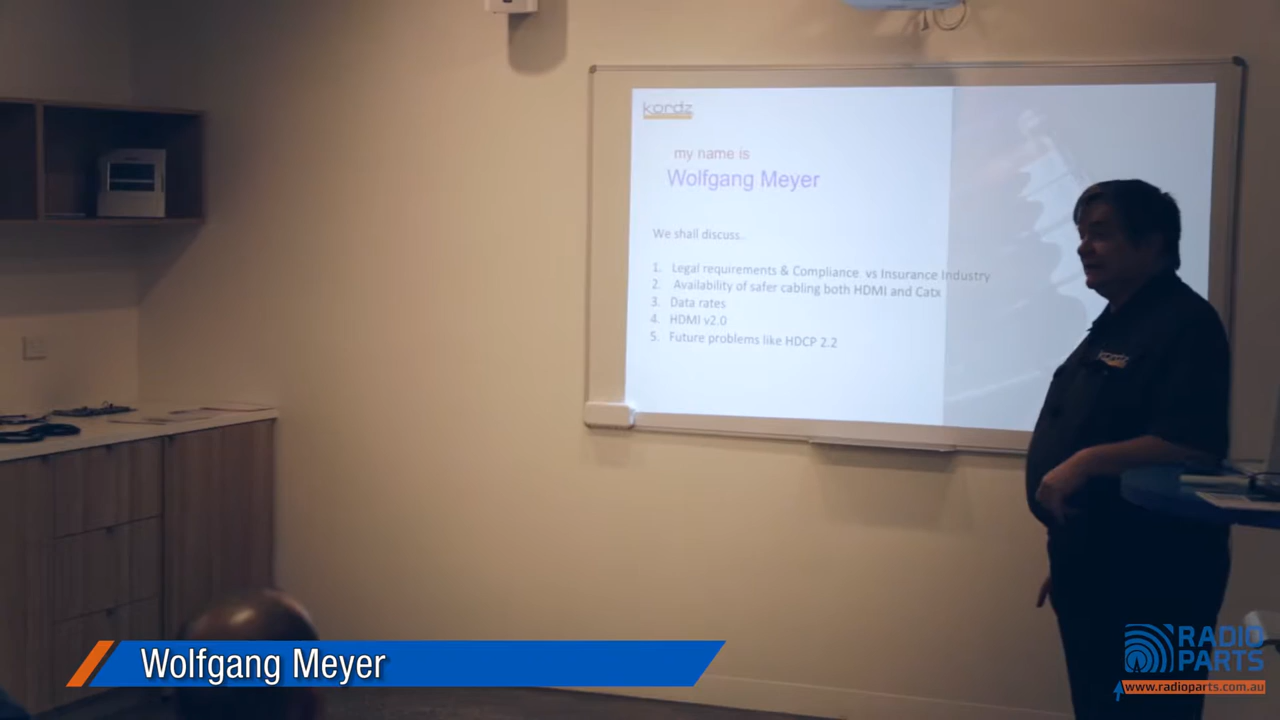 kordz
my name is
Wolfgang Meyer
We shall discuss..
1. Legal requirements & Compliance vs Insurance Industry
2. Availability of safer cabling both HDMI and Catx
3. Data rates
4. HDMI v2.0
5. Future problems like HDCP 2.2
kordz
Wolfgang Meyer
RADIO
PARTS
www.radioparts.com.au